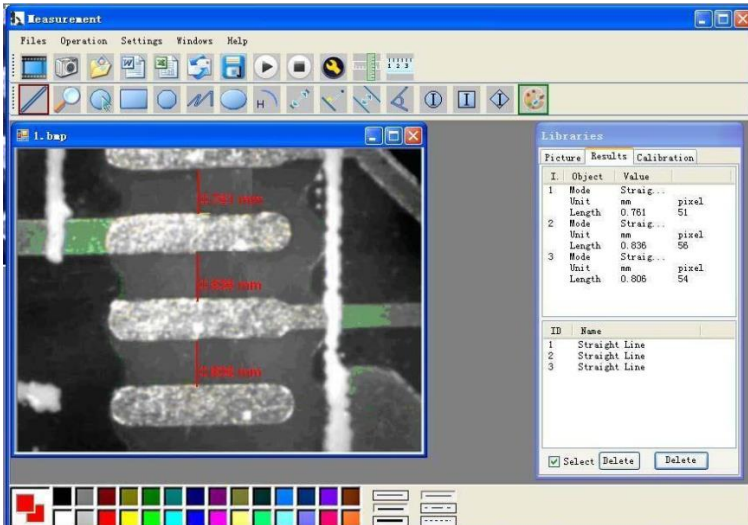 Measurement
Files Operation Settings Windows Help
1 2 3
H
I I I
1.bmp
0.761 mm
0.836 mm
0.806 mm
Libraries
Picture Results Calibration
I. Object Value
1 Mode Straig...
Unit mm pixel
Length 0.761 51
2 Mode Straig...
Unit mm pixel
Length 0.836 56
3 Mode Straig...
Unit mm pixel
Length 0.806 54
ID Name
1 Straight Line
2 Straight Line
3 Straight Line
Select Delete Delete